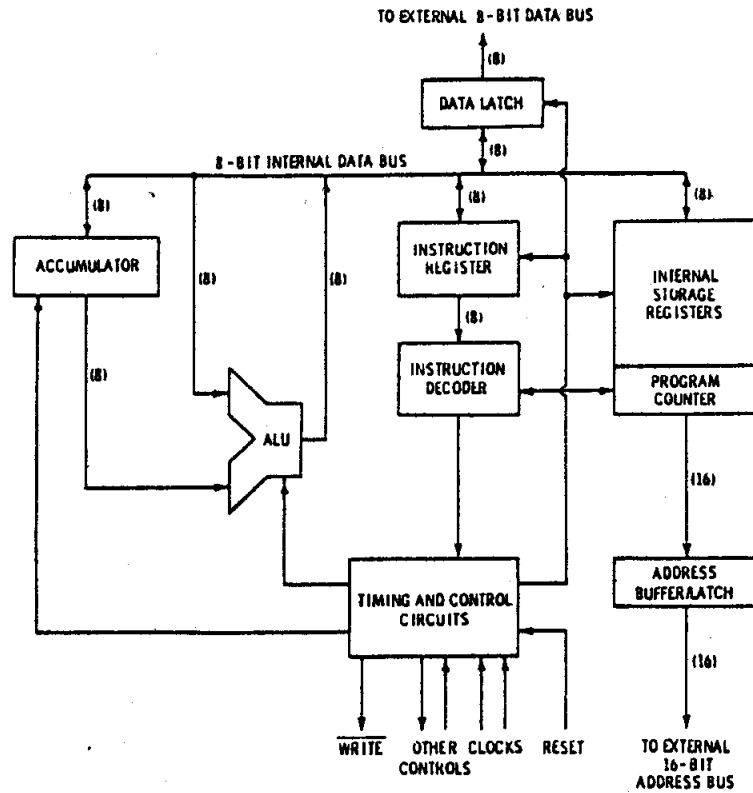 TO EXTERNAL 8-BIT DATA BUS
(8)
DATA LATCH
(8)
8-BIT INTERNAL DATA BUS
(8)
(8)
(8)
ACCUMULATOR
(8)
(8)
INSTRUCTION
REGISTER
INTERNAL
STORAGE
REGISTERS
(8)
(8)
INSTRUCTION
DECODER
PROGRAM
COUNTER
ALU
(16)
TIMING AND CONTROL
CIRCUITS
ADDRESS
BUFFER/LATCH
(16)
WRITE
OTHER
CONTROLS
CLOCKS
RESET
TO EXTERNAL
16-BIT
ADDRESS BUS